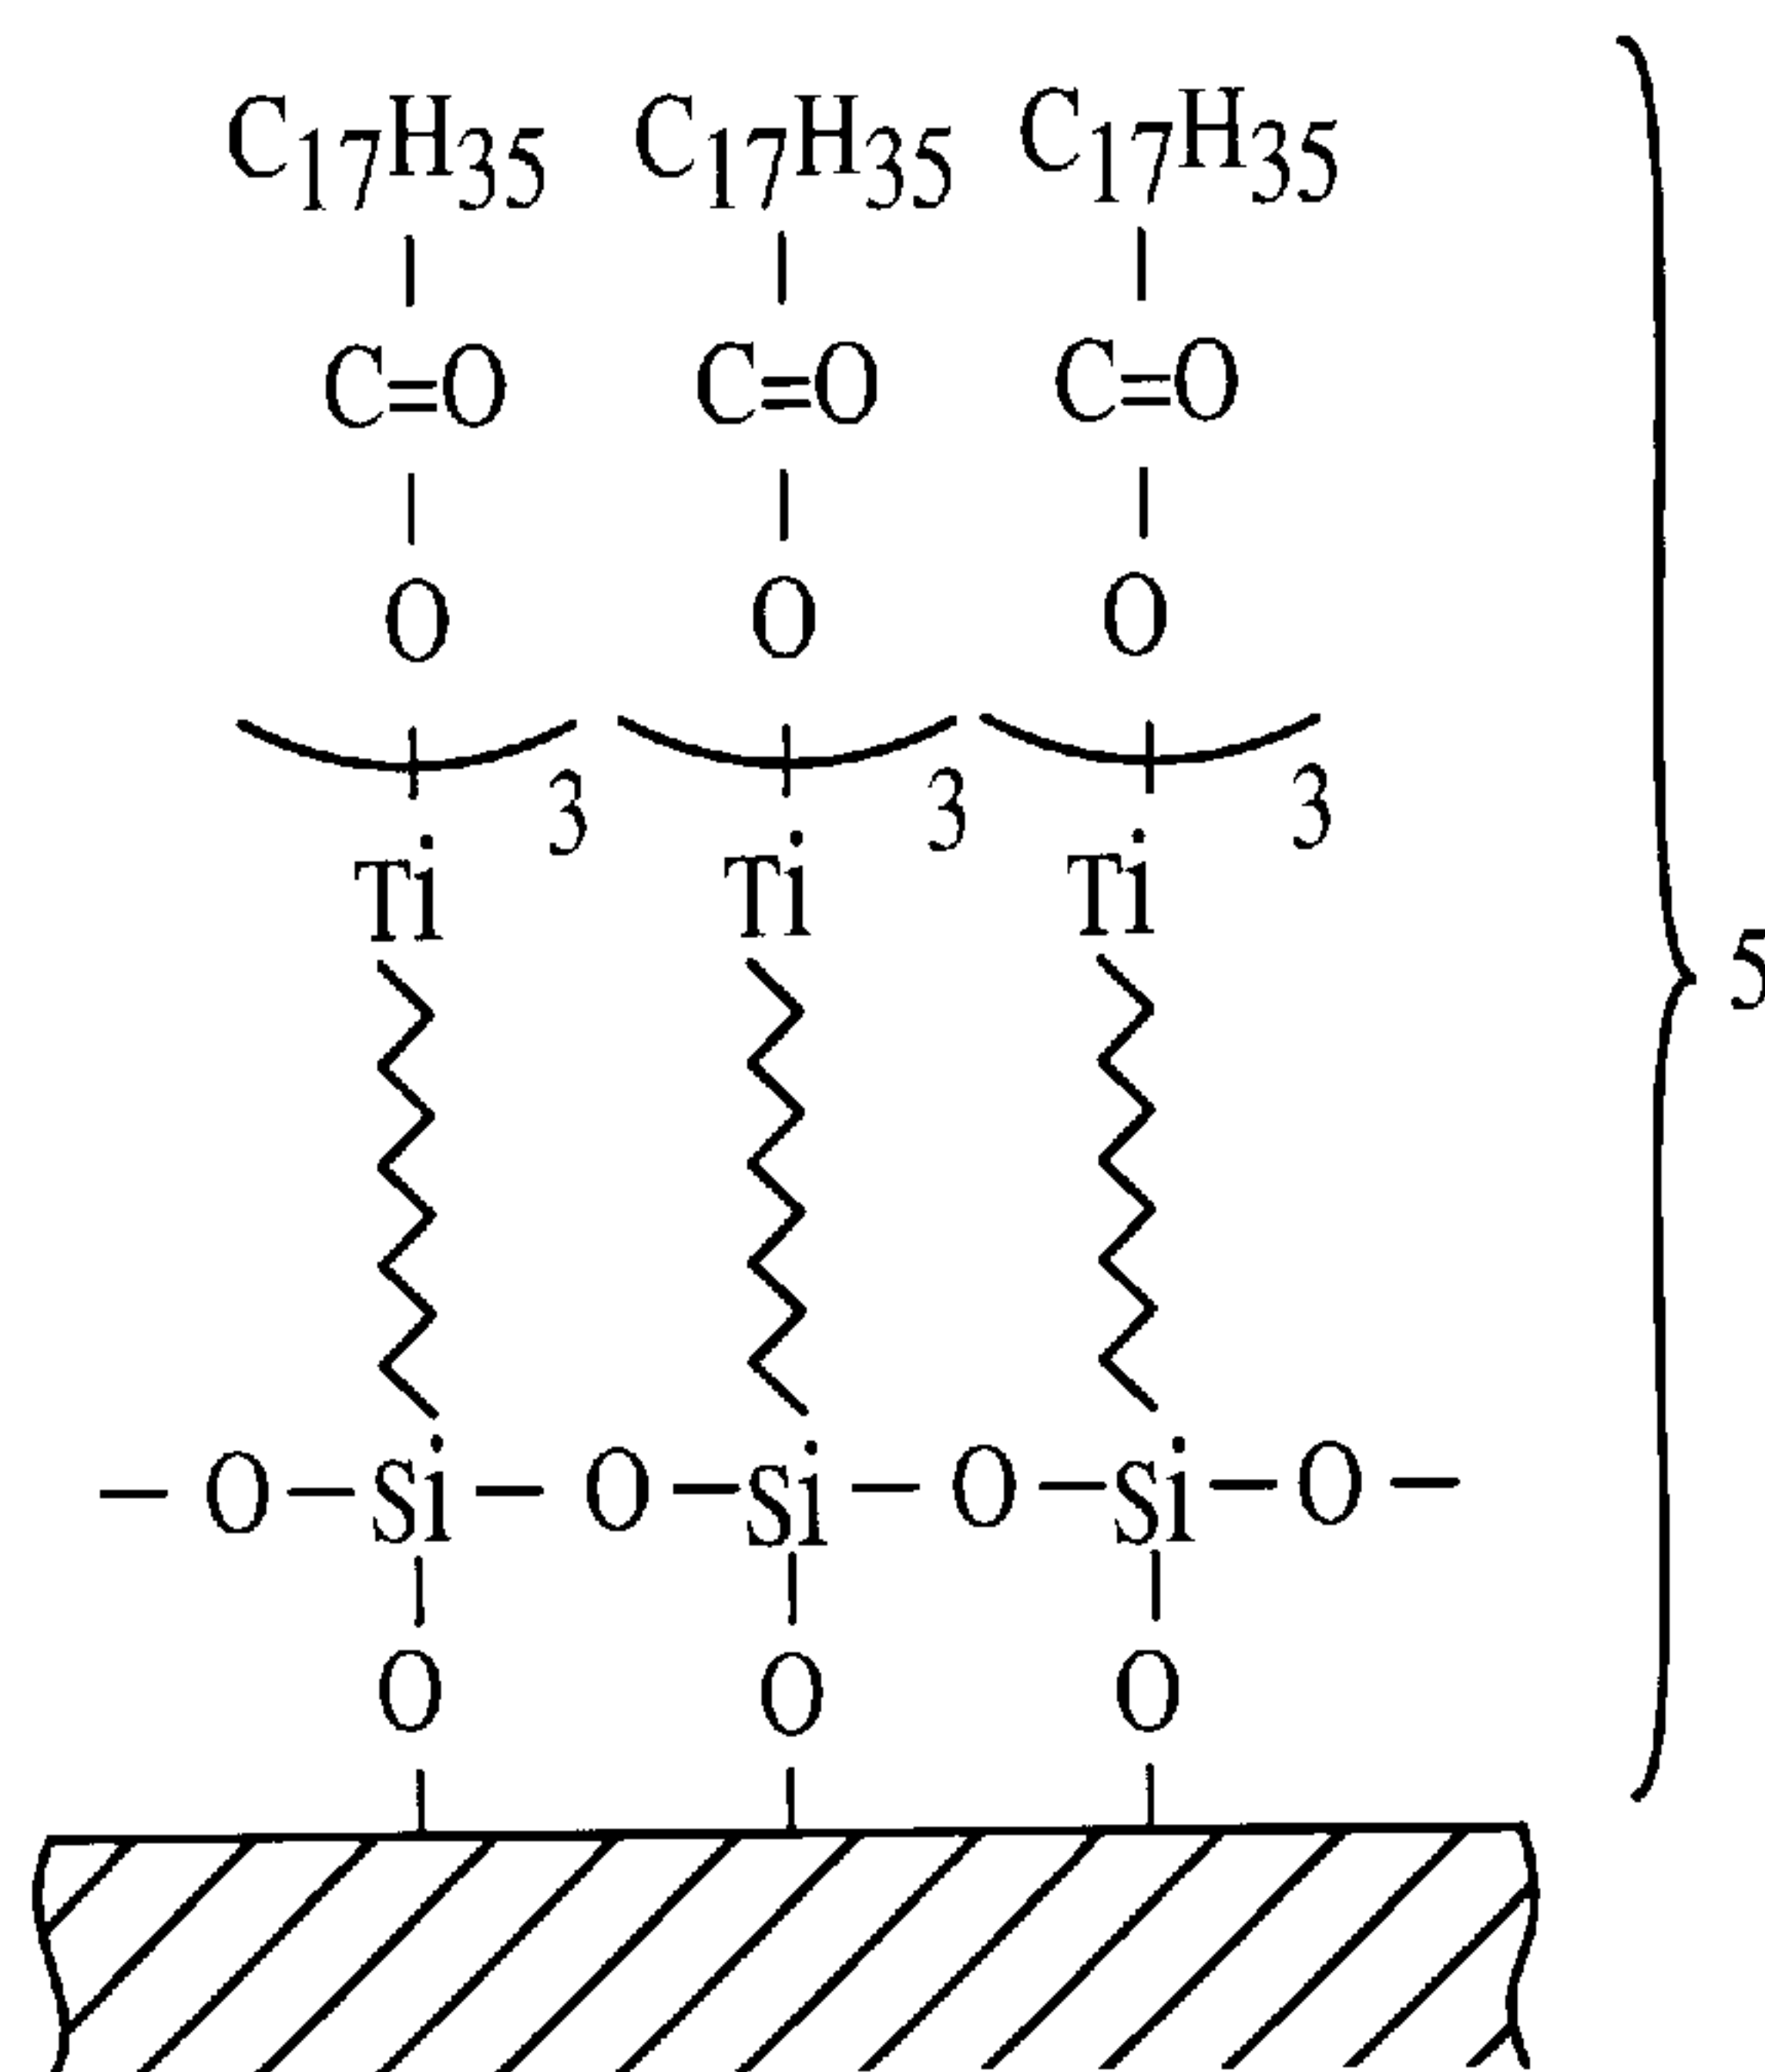 C17H35 C17H35 C17H35
C=O C=O C=O
O O O
3 3 3
Ti Ti Ti
5
— O — Si — O — Si — O — Si — O —
O O O